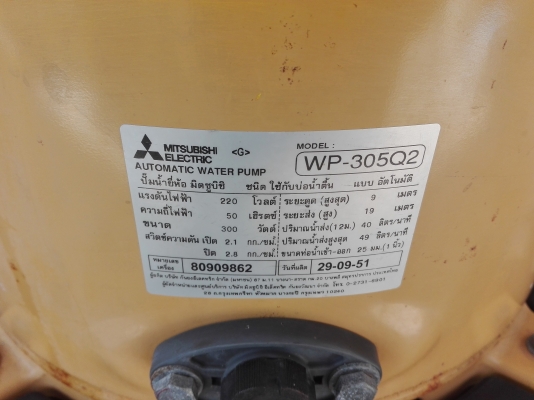 MITSUBISHI ELECTRIC <G>
AUTOMATIC WATER PUMP
MODEL : WP-305Q2
ปั๊มน้ำยี่ห้อ มิตซูบิชิ ชนิด ใช้กับบ่อน้ำตื้น แบบ อัตโนมัติ
แรงดันไฟฟ้า 220 โวลต์ ระยะดูด (สูงสุด) 9 เมตร
ความถี่ไฟฟ้า 50 เฮิรตซ์ ระยะส่ง (สูง) 19 เมตร
ขนาด 300 วัตต์ ปริมาณน้ำส่ง(12ม.) 40 ลิตร/นาที
สวิตช์ความดัน เปิด 2.1 กก./ซม. ปริมาณน้ำส่งสูงสุด 49 ลิตร/นาที
ปิด 2.8 กก./ซม. ขนาดท่อน้ำเข้า-ออก 25 มม.(1 นิ้ว)
หมายเลขเครื่อง 80909862 วันที่ผลิต 29-09-51